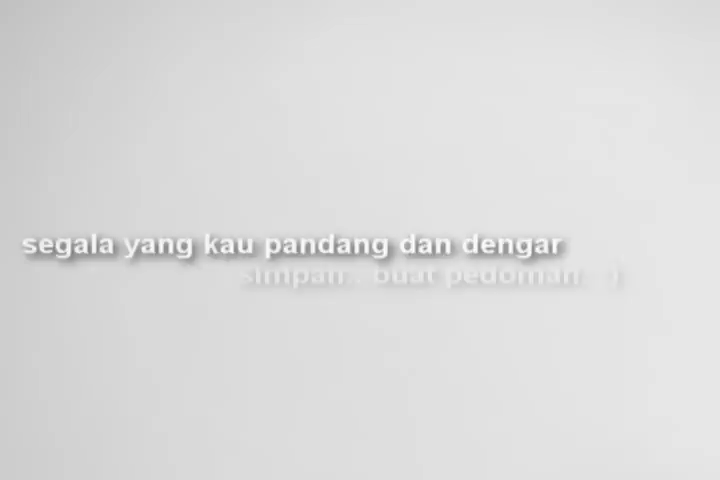 segala yang kau pandang dan dengar
simpan . buat pedoman . :)